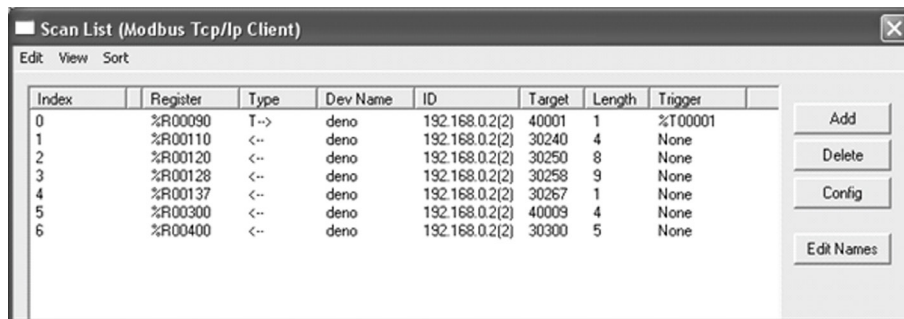 Scan List (Modbus Tcp/Ip Client)
Edit View Sort
Index Register Type Dev Name ID Target Length Trigger
0 %R00090 T--> deno 192.168.0.2(2) 40001 1 %T00001
1 %R00110 <-- deno 192.168.0.2(2) 30240 4 None
2 %R00120 <-- deno 192.168.0.2(2) 30250 8 None
3 %R00128 <-- deno 192.168.0.2(2) 30258 9 None
4 %R00137 <-- deno 192.168.0.2(2) 30267 1 None
5 %R00300 <-- deno 192.168.0.2(2) 40009 4 None
6 %R00400 <-- deno 192.168.0.2(2) 30300 5 None
Add
Delete
Config
Edit Names